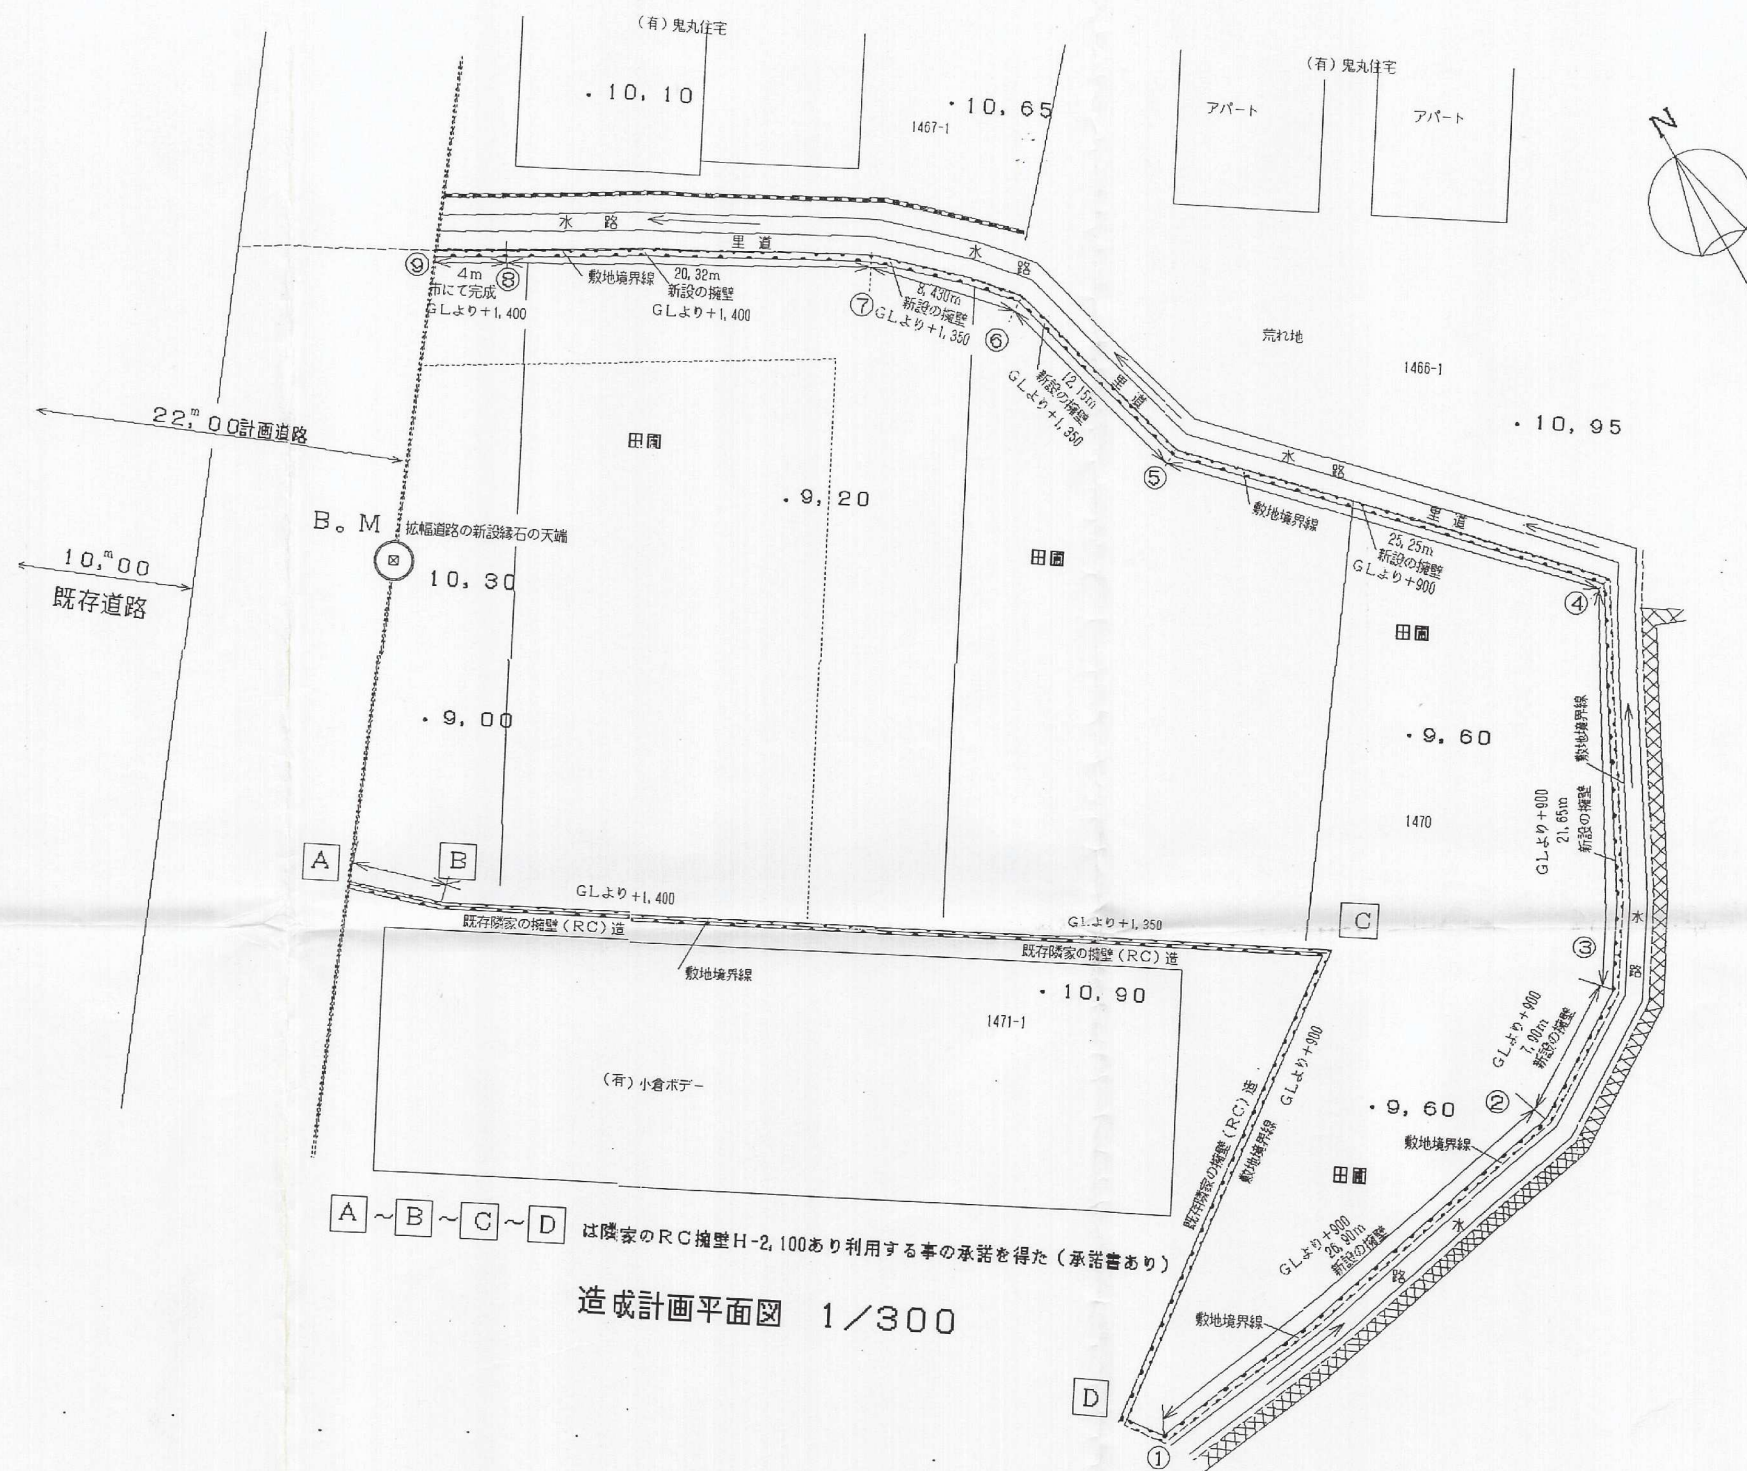 (有)鬼丸住宅
(有)鬼丸住宅
.10,10
.10,65
1467-1
アパート
アパート
N
水路
里道
水路
⑨
4m
市にて完成
GLより+1,400
⑧
敷地境界線
20,32m
新設の擁壁
GLより+1,400
⑦
8,430m
新設の擁壁
GLより+1,350
⑥
12,15m
新設の擁壁
GLより+1,350
里道
荒れ地
1466-1
.10,95
22,m00計画道路
田圃
.9,20
⑤
水路
敷地境界線
里道
25,25m
新設の擁壁
GLより+900
④
B。M
拡幅道路の新設縁石の天端
10,30
10,m00
既存道路
田圃
田圃
.9,00
.9,60
1470
敷地境界線
GLより+900
21,65m
新設の擁壁
A
B
GLより+1,400
既存隣家の擁壁(RC)造
GLより+1,350
既存隣家の擁壁(RC)造
C
③
水路
敷地境界線
.10,90
1471-1
(有)小倉ボデー
GLより+900
7,90m
新設の擁壁
GLより+900
既存隣家の擁壁(RC)造
敷地境界線
.9,60
②
敷地境界線
田圃
GLより+900
26,90m
新設の擁壁
水路
敷地境界線
A~B~C~D は隣家のRC擁壁H-2,100あり利用する事の承諾を得た(承諾書あり)
造成計画平面図 1/300
D
①